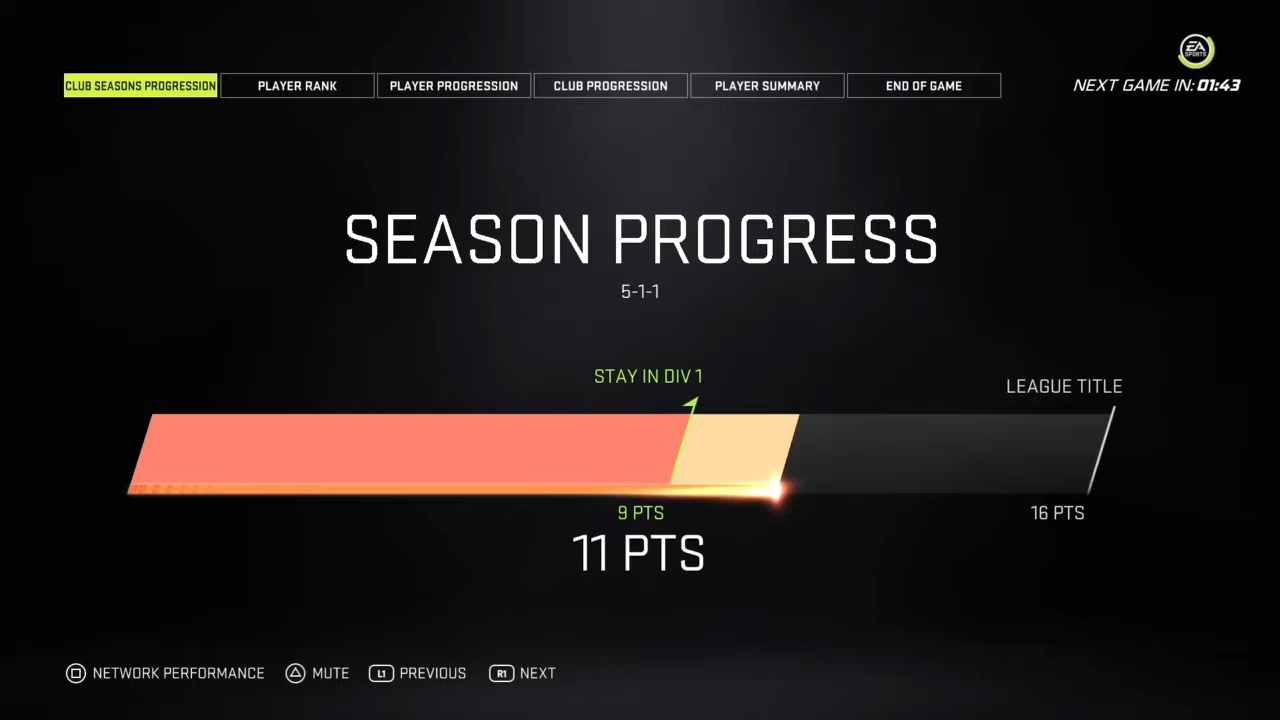 EA
SPORTS
CLUB SEASONS PROGRESSION
PLAYER RANK
PLAYER PROGRESSION
CLUB PROGRESSION
PLAYER SUMMARY
END OF GAME
NEXT GAME IN: 01:43
SEASON PROGRESS
5-1-1
STAY IN DIV 1
LEAGUE TITLE
9 PTS
16 PTS
11 PTS
NETWORK PERFORMANCE
MUTE
L1 PREVIOUS
R1 NEXT